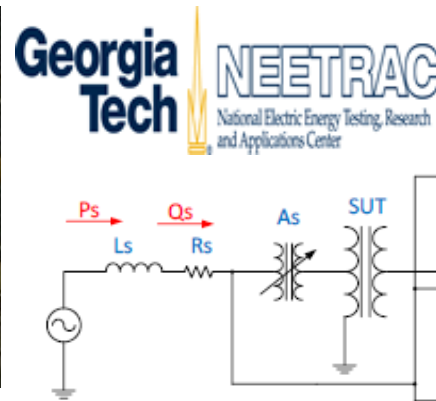 Georgia
Tech
NEETRAC
National Electric Energy Testing, Research
and Applications Center
Ps
Qs
Ls
Rs
As
SUT